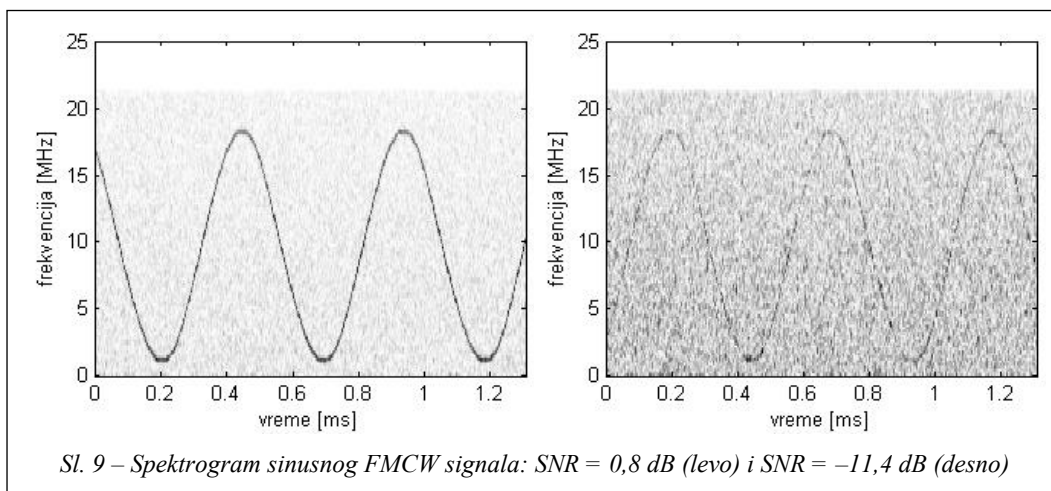 25
20
15
10
5
0
frekvencija [MHz]
0 0.2 0.4 0.6 0.8 1 1.2
vreme [ms]
25
20
15
10
5
0
frekvencija [MHz]
0 0.2 0.4 0.6 0.8 1 1.2
vreme [ms]
Sl. 9 – Spektrogram sinusnog FMCW signala: SNR = 0,8 dB (levo) i SNR = –11,4 dB (desno)